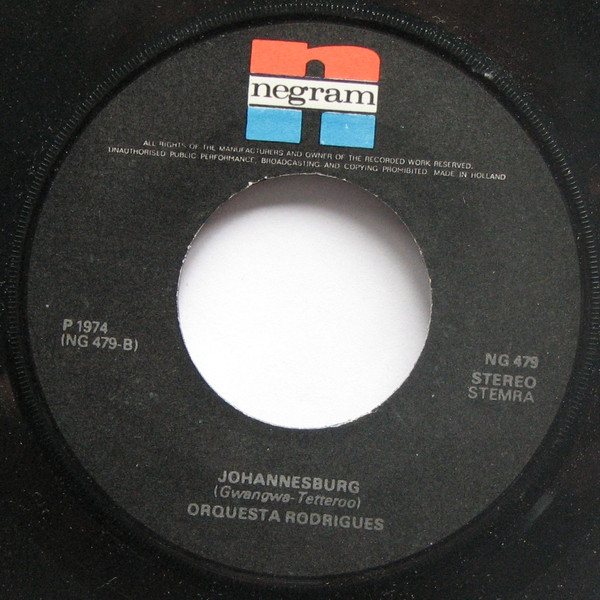 negram
ALL RIGHTS OF THE MANUFACTURERS AND OWNER OF THE RECORDED WORK RESERVED.
UNAUTHORISED PUBLIC PERFORMANCE, BROADCASTING AND COPYING PROHIBITED. MADE IN HOLLAND
P 1974
(NG 479-B)
NG 479
STEREO
STEMRA
JOHANNESBURG
(Gwangwa-Tetteroo)
ORQUESTA RODRIGUES